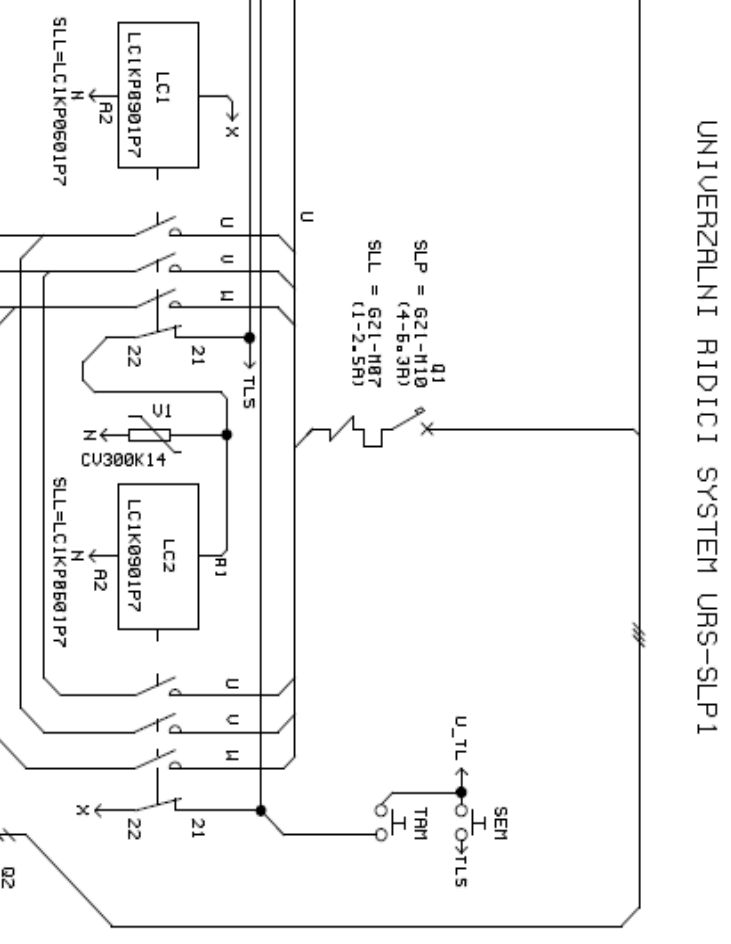 UNIVERZALNI RIDICI SYSTEM URS-SLP1
SEM
U_TL
TLS
Q1
SLP = GZ1-M10
(4-6.3A)
TAM
SLL = GZ1-M07
(1-2.5A)
U
TLS
X
U
V
W
A1
U
V
W
21
21
LC1
LC1KP0901P7
22
V1
CV300K14
LC2
LC1K0901P7
22
A2
N
N
A2
N
X
SLL=LC1KP0601P7
SLL=LC1KP0601P7
Q2